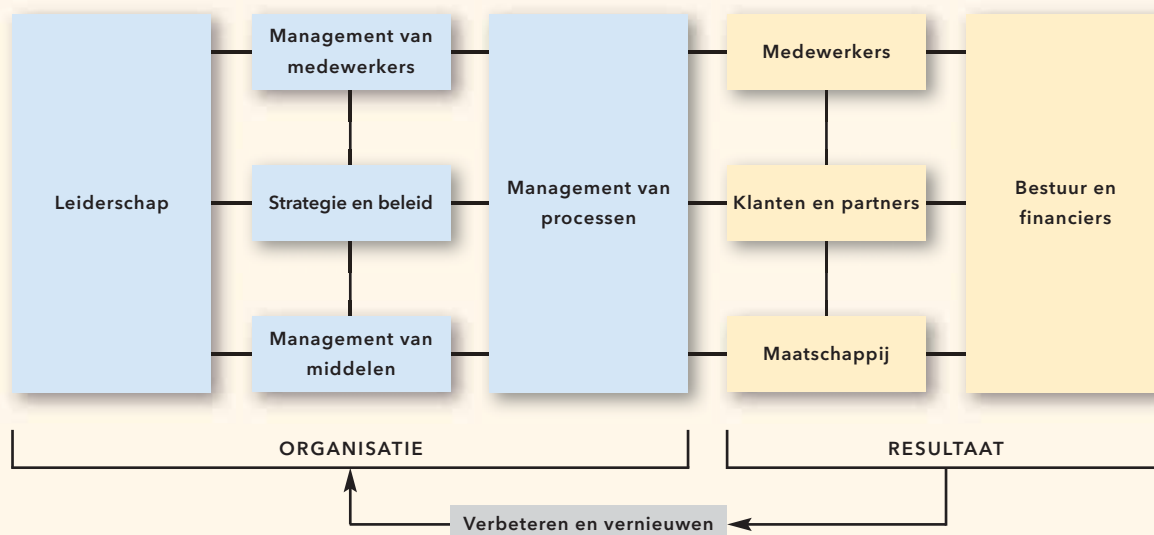 Leiderschap
Management van
medewerkers
Strategie en beleid
Management van
middelen
Management van
processen
Medewerkers
Klanten en partners
Maatschappij
Bestuur en
financiers
ORGANISATIE
RESULTAAT
Verbeteren en vernieuwen